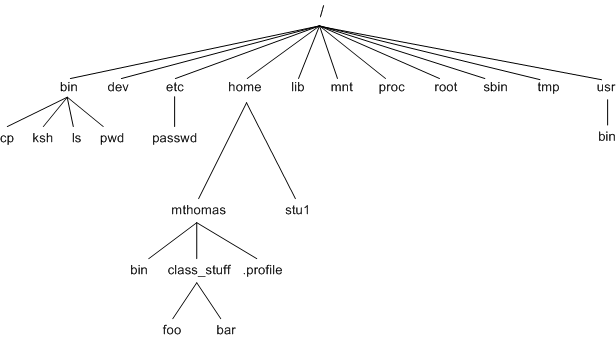 /
bin dev etc home lib mnt proc root sbin tmp usr
cp ksh ls pwd passwd bin
mthomas stu1
bin class_stuff .profile
foo bar